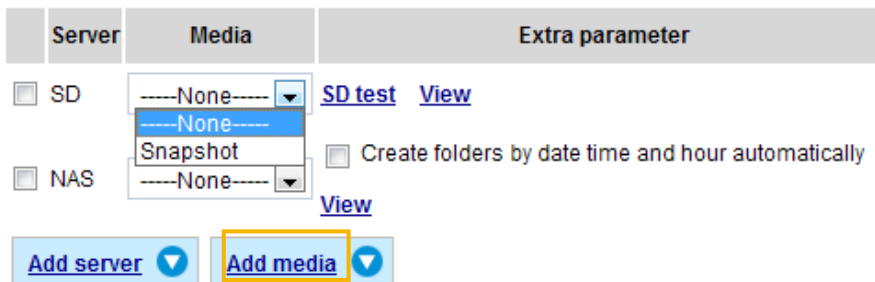 Server Media Extra parameter
SD -----None----- SD test View
-----None-----
Snapshot
Create folders by date time and hour automatically
NAS -----None-----
View
Add server Add media